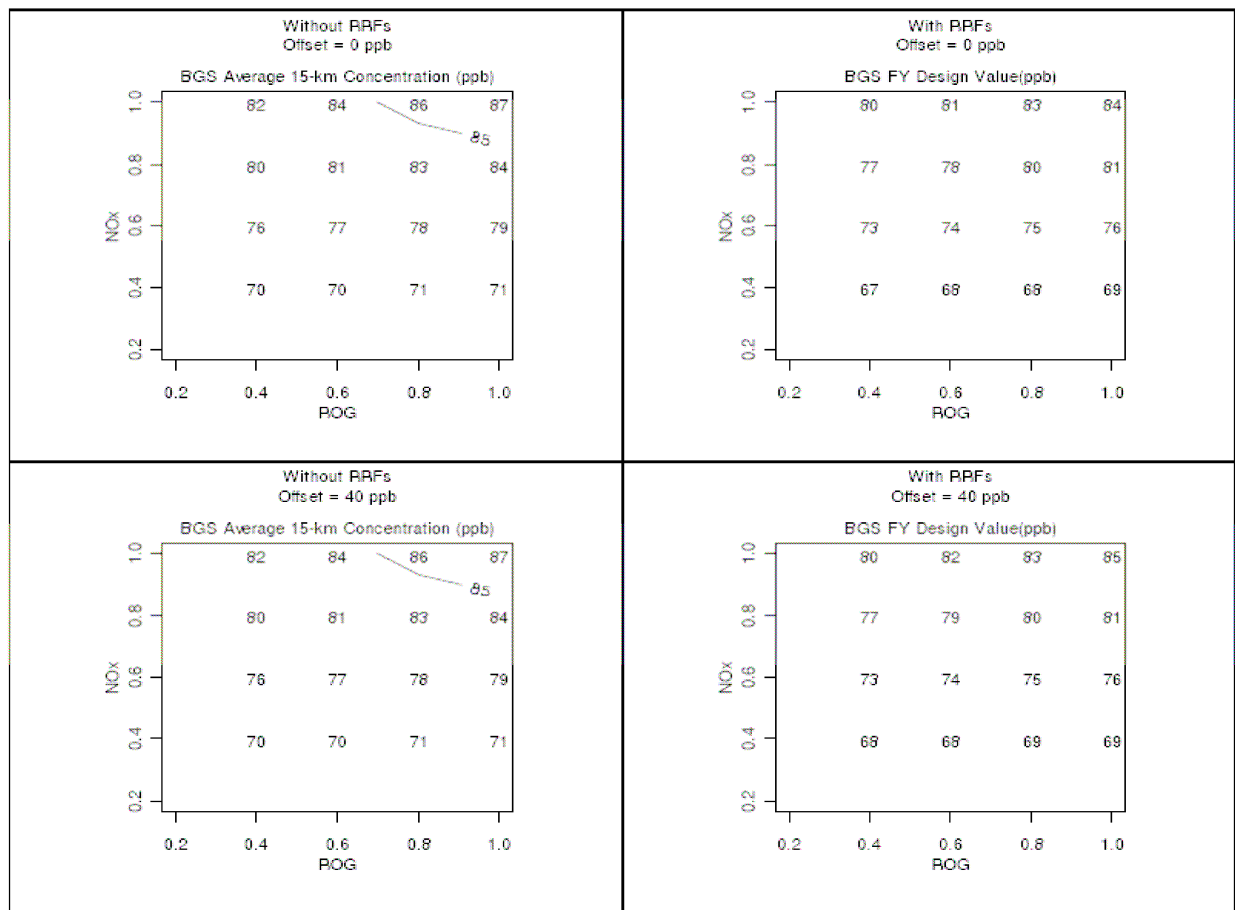 Without RRFs
Offset = 0 ppb
BGS Average 15-km Concentration (ppb)
1.0 82 84 86 87
85
0.8 80 81 83 84
NOx
0.6 76 77 78 79
0.4 70 70 71 71
0.2
0.2 0.4 0.6 0.8 1.0
ROG
With RRFs
Offset = 0 ppb
BGS FY Design Value(ppb)
1.0 80 81 83 84
0.8 77 78 80 81
NOx
0.6 73 74 75 76
0.4 67 68 68 69
0.2
0.2 0.4 0.6 0.8 1.0
ROG
Without RRFs
Offset = 40 ppb
BGS Average 15-km Concentration (ppb)
1.0 82 84 86 87
85
0.8 80 81 83 84
NOx
0.6 76 77 78 79
0.4 70 70 71 71
0.2
0.2 0.4 0.6 0.8 1.0
ROG
With RRFs
Offset = 40 ppb
BGS FY Design Value(ppb)
1.0 80 82 83 85
0.8 77 79 80 81
NOx
0.6 73 74 75 76
0.4 68 68 69 69
0.2
0.2 0.4 0.6 0.8 1.0
ROG